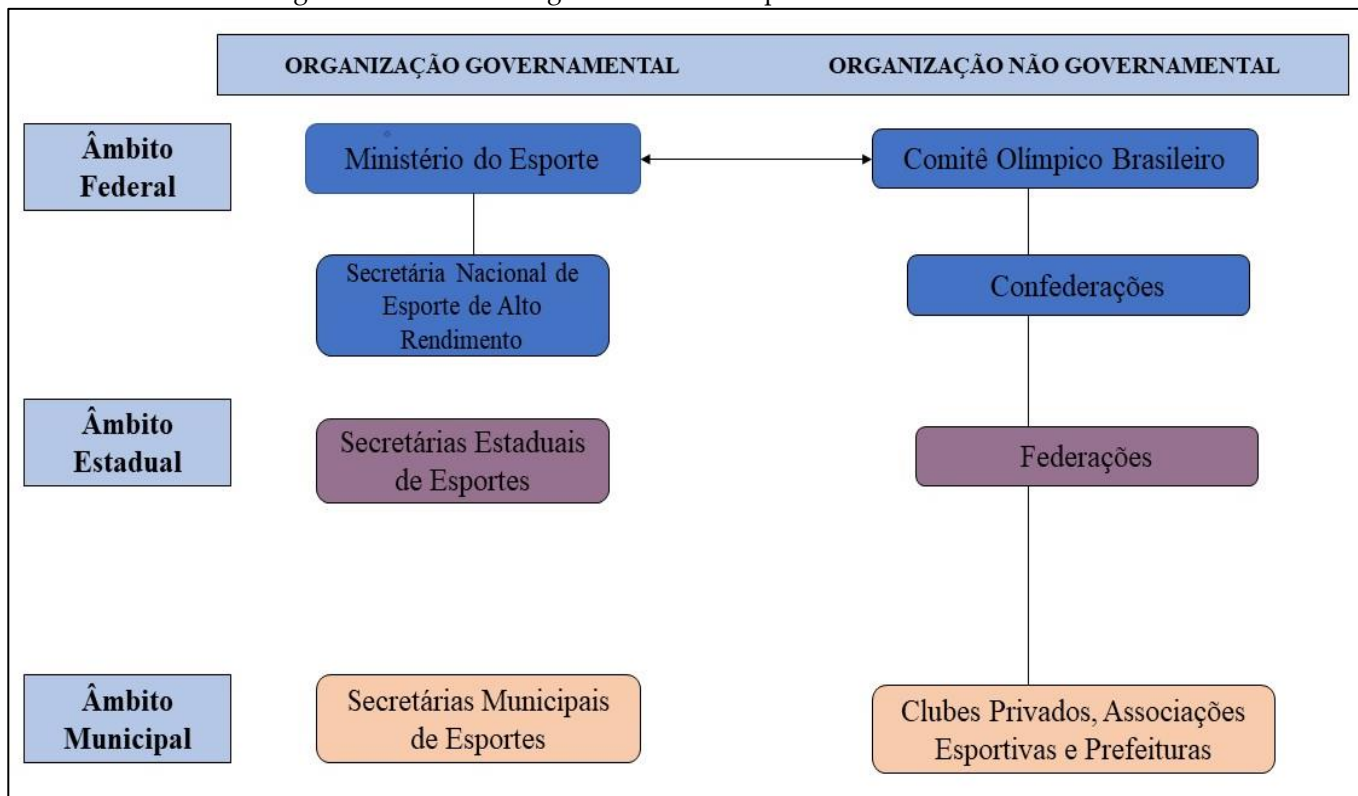 ORGANIZAÇÃO GOVERNAMENTAL
ORGANIZAÇÃO NÃO GOVERNAMENTAL
Âmbito
Federal
Ministério do Esporte
Comitê Olímpico Brasileiro
Secretária Nacional de
Esporte de Alto
Rendimento
Confederações
Âmbito
Estadual
Secretárias Estaduais
de Esportes
Federações
Âmbito
Municipal
Secretárias Municipais
de Esportes
Clubes Privados, Associações
Esportivas e Prefeituras